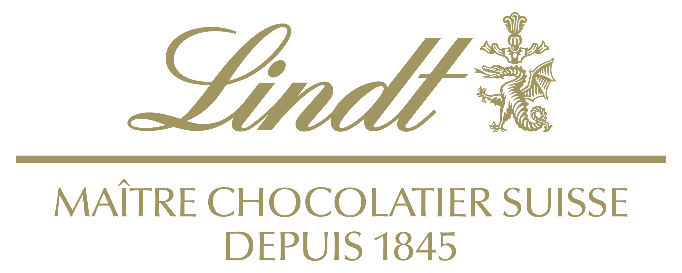 Lindt
MAÎTRE CHOCOLATIER SUISSE
DEPUIS 1845